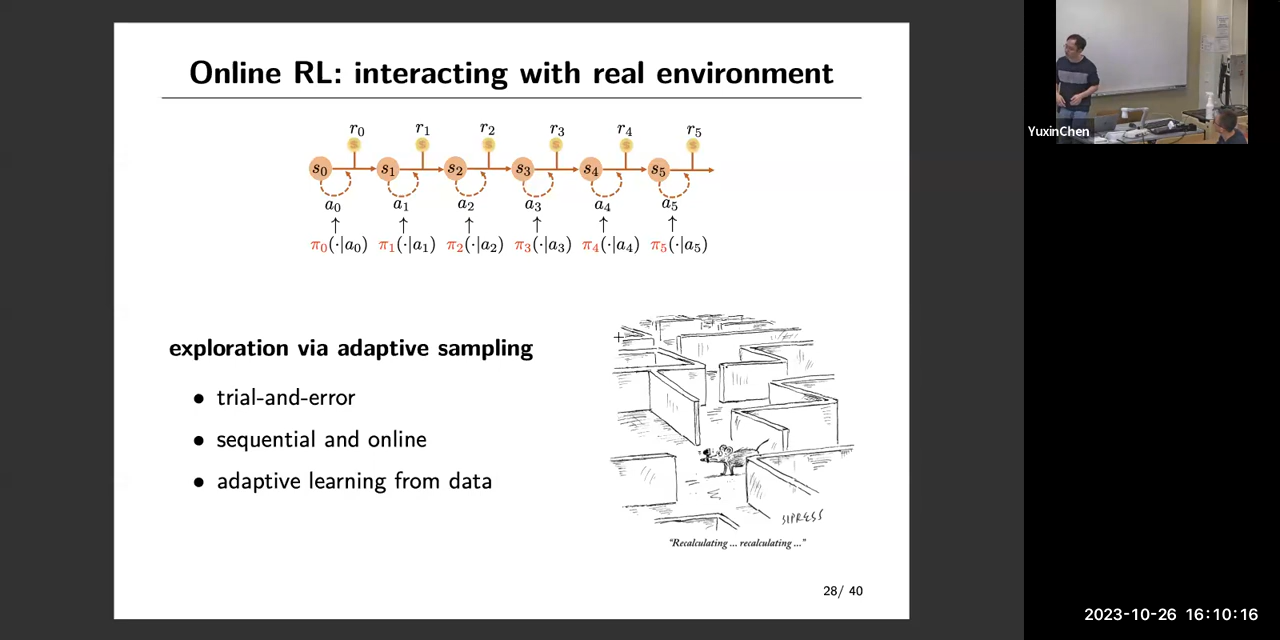 Online RL: interacting with real environment
r₀ r₁ r₂ r₃ r₄ r₅
s₀ s₁ s₂ s₃ s₄ s₅
a₀ a₁ a₂ a₃ a₄ a₅
↑ ↑ ↑ ↑ ↑ ↑
π₀(·|a₀) π₁(·|a₁) π₂(·|a₂) π₃(·|a₃) π₄(·|a₄) π₅(·|a₅)
exploration via adaptive sampling
• trial-and-error
• sequential and online
• adaptive learning from data
SIPRESS
"Recalculating ... recalculating ..."
28/ 40
YuxinChen
2023-10-26 16:10:16